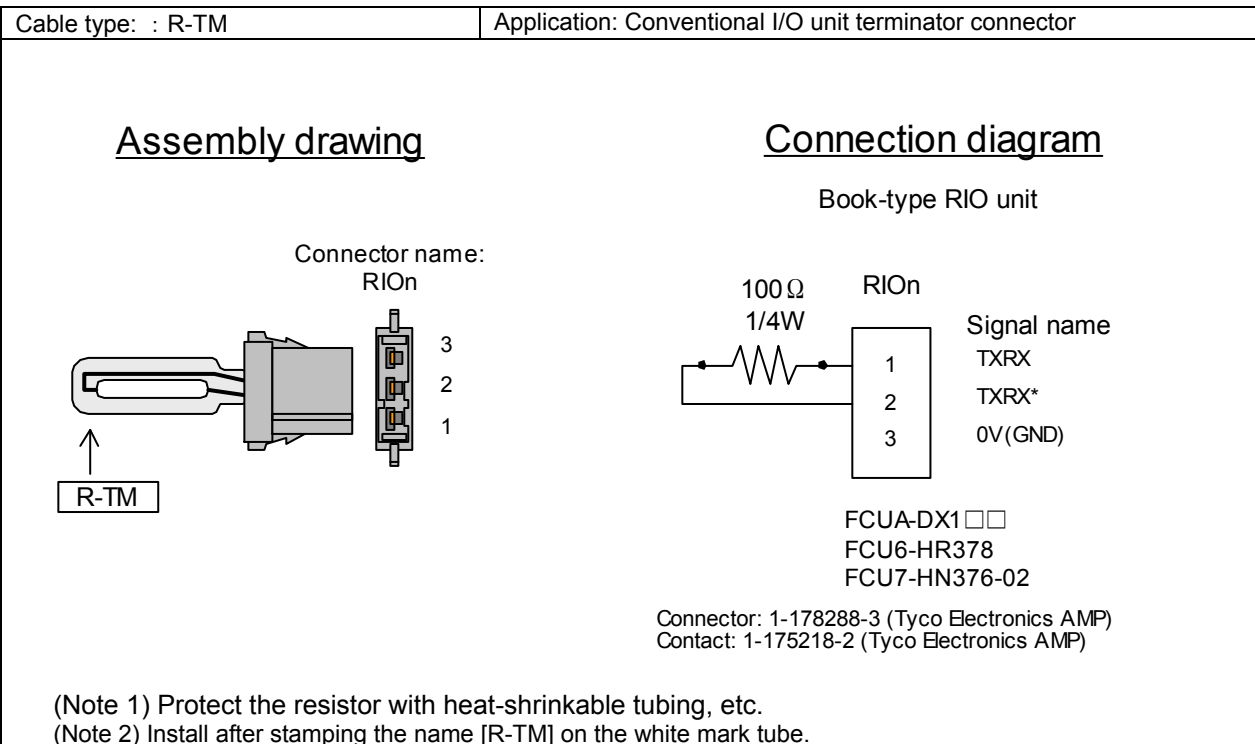 Cable type: : R-TM
Application: Conventional I/O unit terminator connector
Assembly drawing
Connector name:
RIOn
3
2
1
R-TM
Connection diagram
Book-type RIO unit
100Ω
1/4W
RIOn
Signal name
1 TXRX
2 TXRX*
3 0V(GND)
FCUA-DX1□□
FCU6-HR378
FCU7-HN376-02
Connector: 1-178288-3 (Tyco Electronics AMP)
Contact: 1-175218-2 (Tyco Electronics AMP)
(Note 1) Protect the resistor with heat-shrinkable tubing, etc.
(Note 2) Install after stamping the name [R-TM] on the white mark tube.